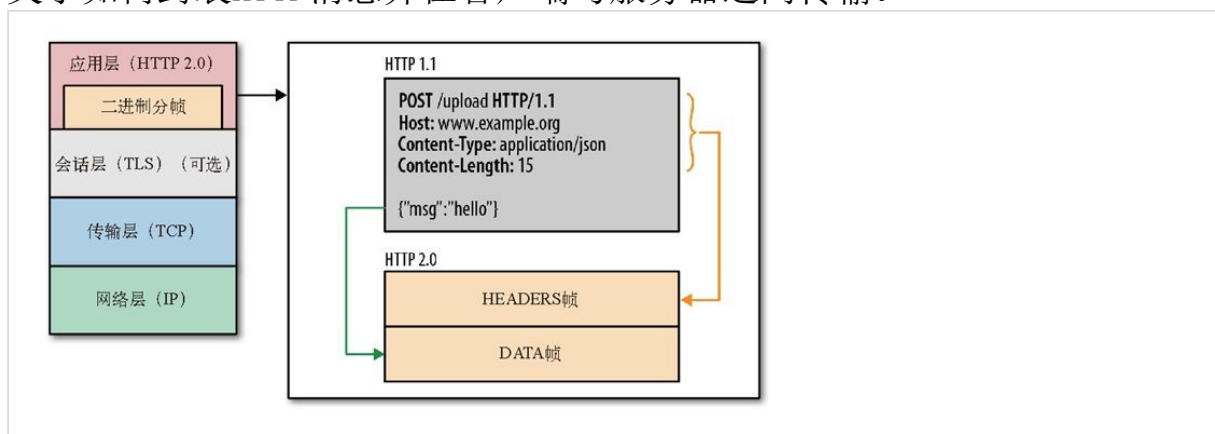 应用层（HTTP 2.0）
二进制分帧
会话层（TLS）（可选）
传输层（TCP）
网络层（IP）
HTTP 1.1
POST /upload HTTP/1.1
Host: www.example.org
Content-Type: application/json
Content-Length: 15
{"msg":"hello"}
HTTP 2.0
HEADERS帧
DATA帧